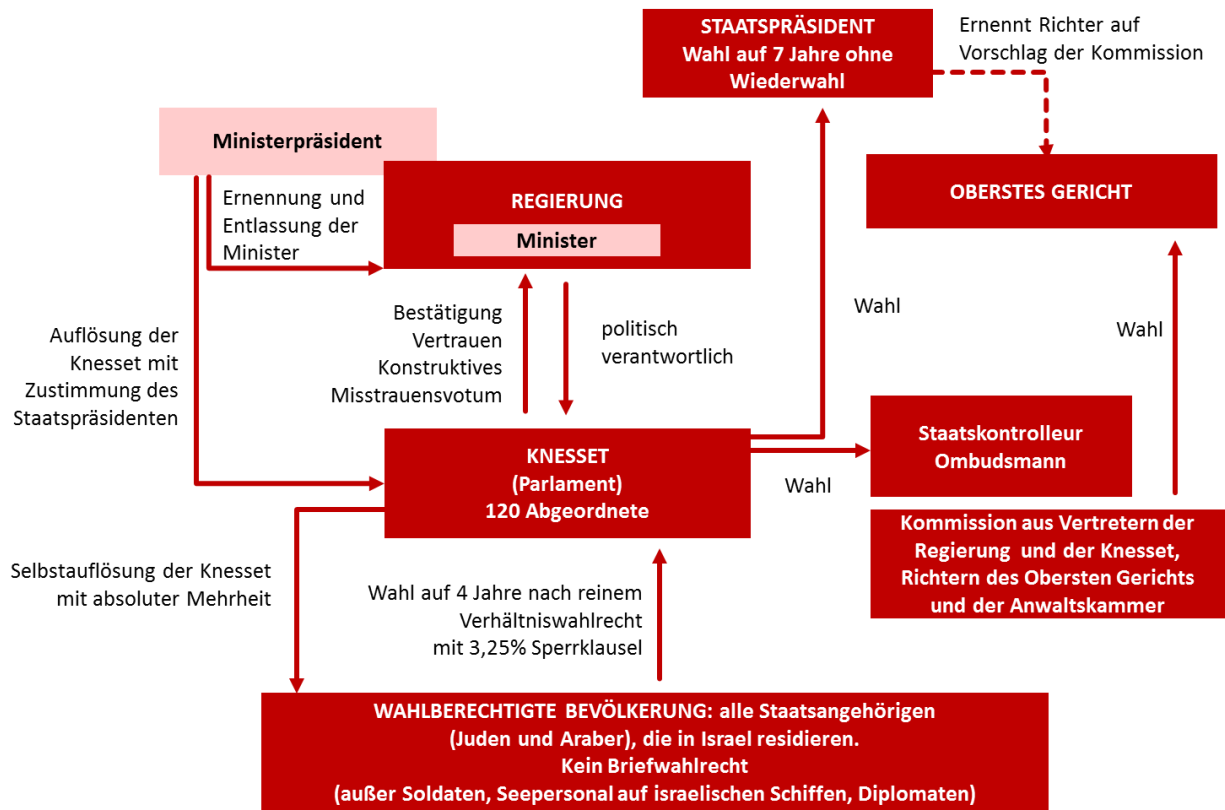 STAATSPRÄSIDENT
Wahl auf 7 Jahre ohne
Wiederwahl
Ernennt Richter auf
Vorschlag der Kommission
Ministerpräsident
Ernennung und
Entlassung der
Minister
REGIERUNG
Minister
OBERSTES GERICHT
Auflösung der
Knesset mit
Zustimmung des
Staatspräsidenten
Bestätigung
Vertrauen
Konstruktives
Misstrauensvotum
politisch
verantwortlich
Wahl
Wahl
KNESSET
(Parlament)
120 Abgeordnete
Wahl
Staatskontrolleur
Ombudsmann
Kommission aus Vertretern der
Regierung und der Knesset,
Richtern des Obersten Gerichts
und der Anwaltskammer
Selbstauflösung der Knesset
mit absoluter Mehrheit
Wahl auf 4 Jahre nach reinem
Verhältniswahlrecht
mit 3,25% Sperrklausel
WAHLBERECHTIGTE BEVÖLKERUNG: alle Staatsangehörigen
(Juden und Araber), die in Israel residieren.
Kein Briefwahlrecht
(außer Soldaten, Seepersonal auf israelischen Schiffen, Diplomaten)